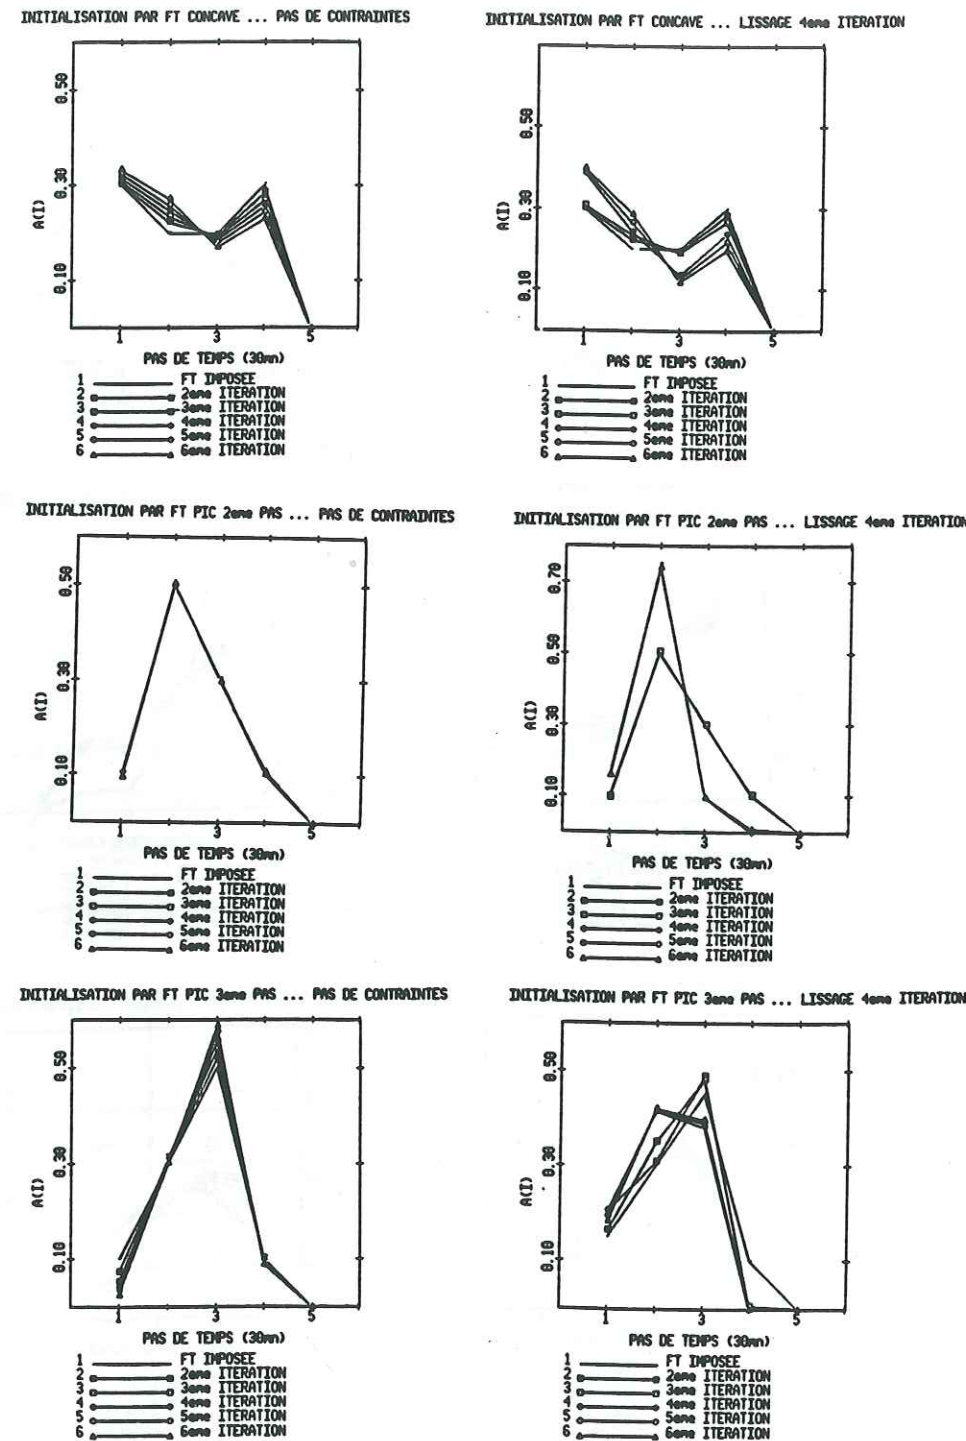 INITIALISATION PAR FT CONCAVE ... PAS DE CONTRAINTES
0.50
0.30
0.10
A(I)
1 3 5
PAS DE TEMPS (30mn)
1 FT IMPOSEE
2 2eme ITERATION
3 3eme ITERATION
4 4eme ITERATION
5 5eme ITERATION
6 6eme ITERATION
INITIALISATION PAR FT CONCAVE ... LISSAGE 4eme ITERATION
0.50
0.30
0.10
A(I)
1 3 5
PAS DE TEMPS (30mn)
1 FT IMPOSEE
2 2eme ITERATION
3 3eme ITERATION
4 4eme ITERATION
5 5eme ITERATION
6 6eme ITERATION
INITIALISATION PAR FT PIC 2eme PAS ... PAS DE CONTRAINTES
0.50
0.30
0.10
A(I)
1 3 5
PAS DE TEMPS (30mn)
1 FT IMPOSEE
2 2eme ITERATION
3 3eme ITERATION
4 4eme ITERATION
5 5eme ITERATION
6 6eme ITERATION
INITIALISATION PAR FT PIC 2eme PAS ... LISSAGE 4eme ITERATION
0.70
0.50
0.30
0.10
A(I)
1 3 5
PAS DE TEMPS (30mn)
1 FT IMPOSEE
2 2eme ITERATION
3 3eme ITERATION
4 4eme ITERATION
5 5eme ITERATION
6 6eme ITERATION
INITIALISATION PAR FT PIC 3eme PAS ... PAS DE CONTRAINTES
0.50
0.30
0.10
A(I)
1 3 5
PAS DE TEMPS (30mn)
1 FT IMPOSEE
2 2eme ITERATION
3 3eme ITERATION
4 4eme ITERATION
5 5eme ITERATION
6 6eme ITERATION
INITIALISATION PAR FT PIC 3eme PAS ... LISSAGE 4eme ITERATION
0.50
0.30
0.10
A(I)
1 3 5
PAS DE TEMPS (30mn)
1 FT IMPOSEE
2 2eme ITERATION
3 3eme ITERATION
4 4eme ITERATION
5 5eme ITERATION
6 6eme ITERATION